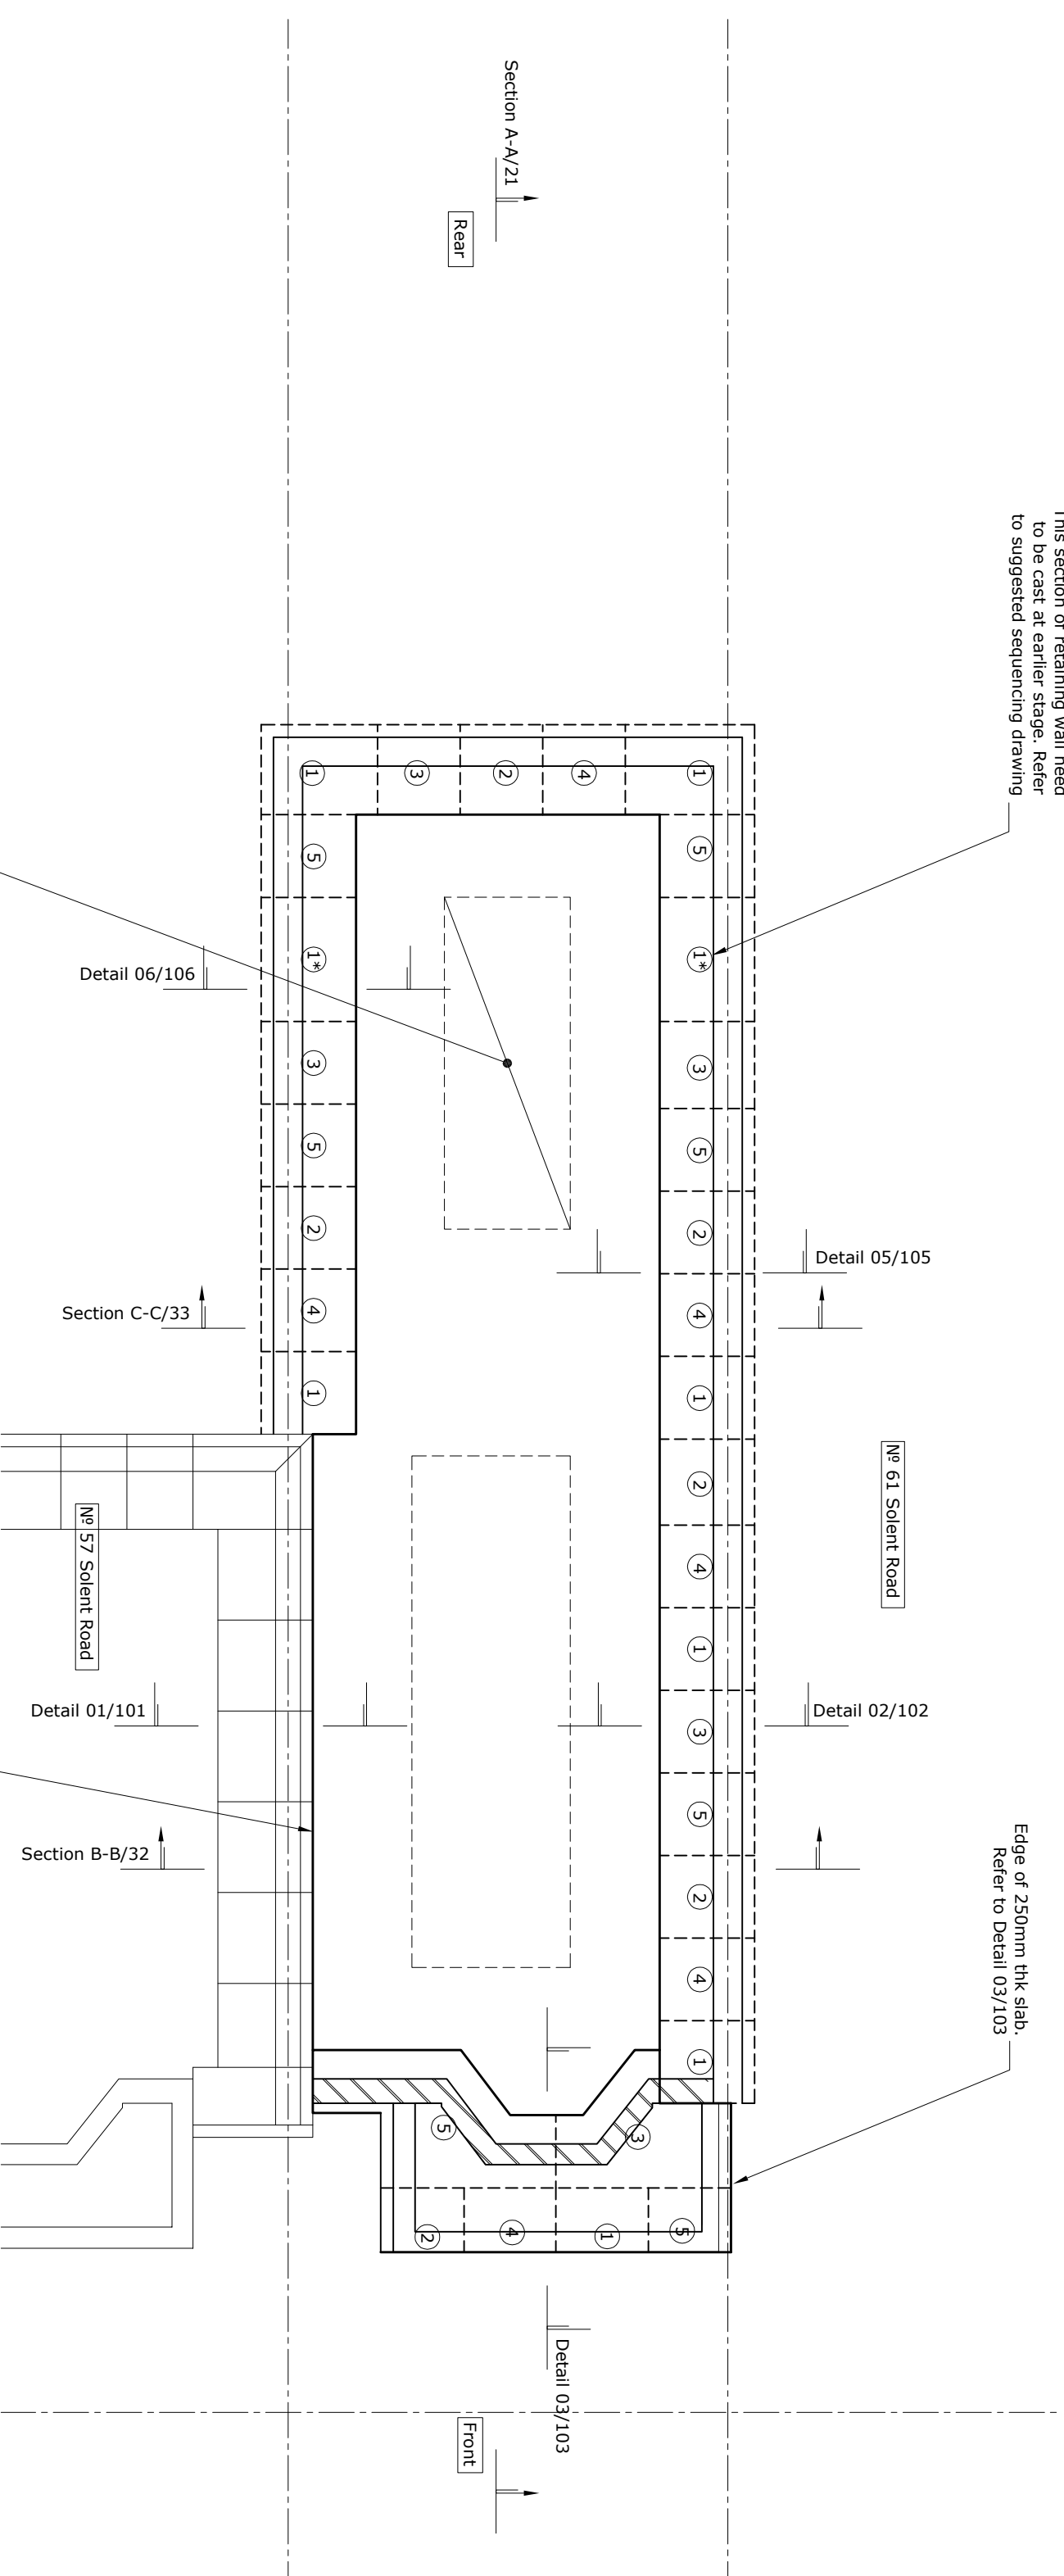 Section A-A/21
Rear
This section of retaining wall need
to be cast at earlier stage. Refer
to suggested sequencing drawing
1
3
2
4
1
5
5
1*
1*
Detail 06/106
3
3
5
5
2
2
Detail 05/105
Section C-C/33
4
4
1
1
Nº 61 Solent Road
2
Nº 57 Solent Road
4
1
Detail 01/101
3
Detail 02/102
5
Section B-B/32
2
Edge of 250mm thk slab.
Refer to Detail 03/103
4
1
5
3
2
4
1
5
Detail 03/103
Front